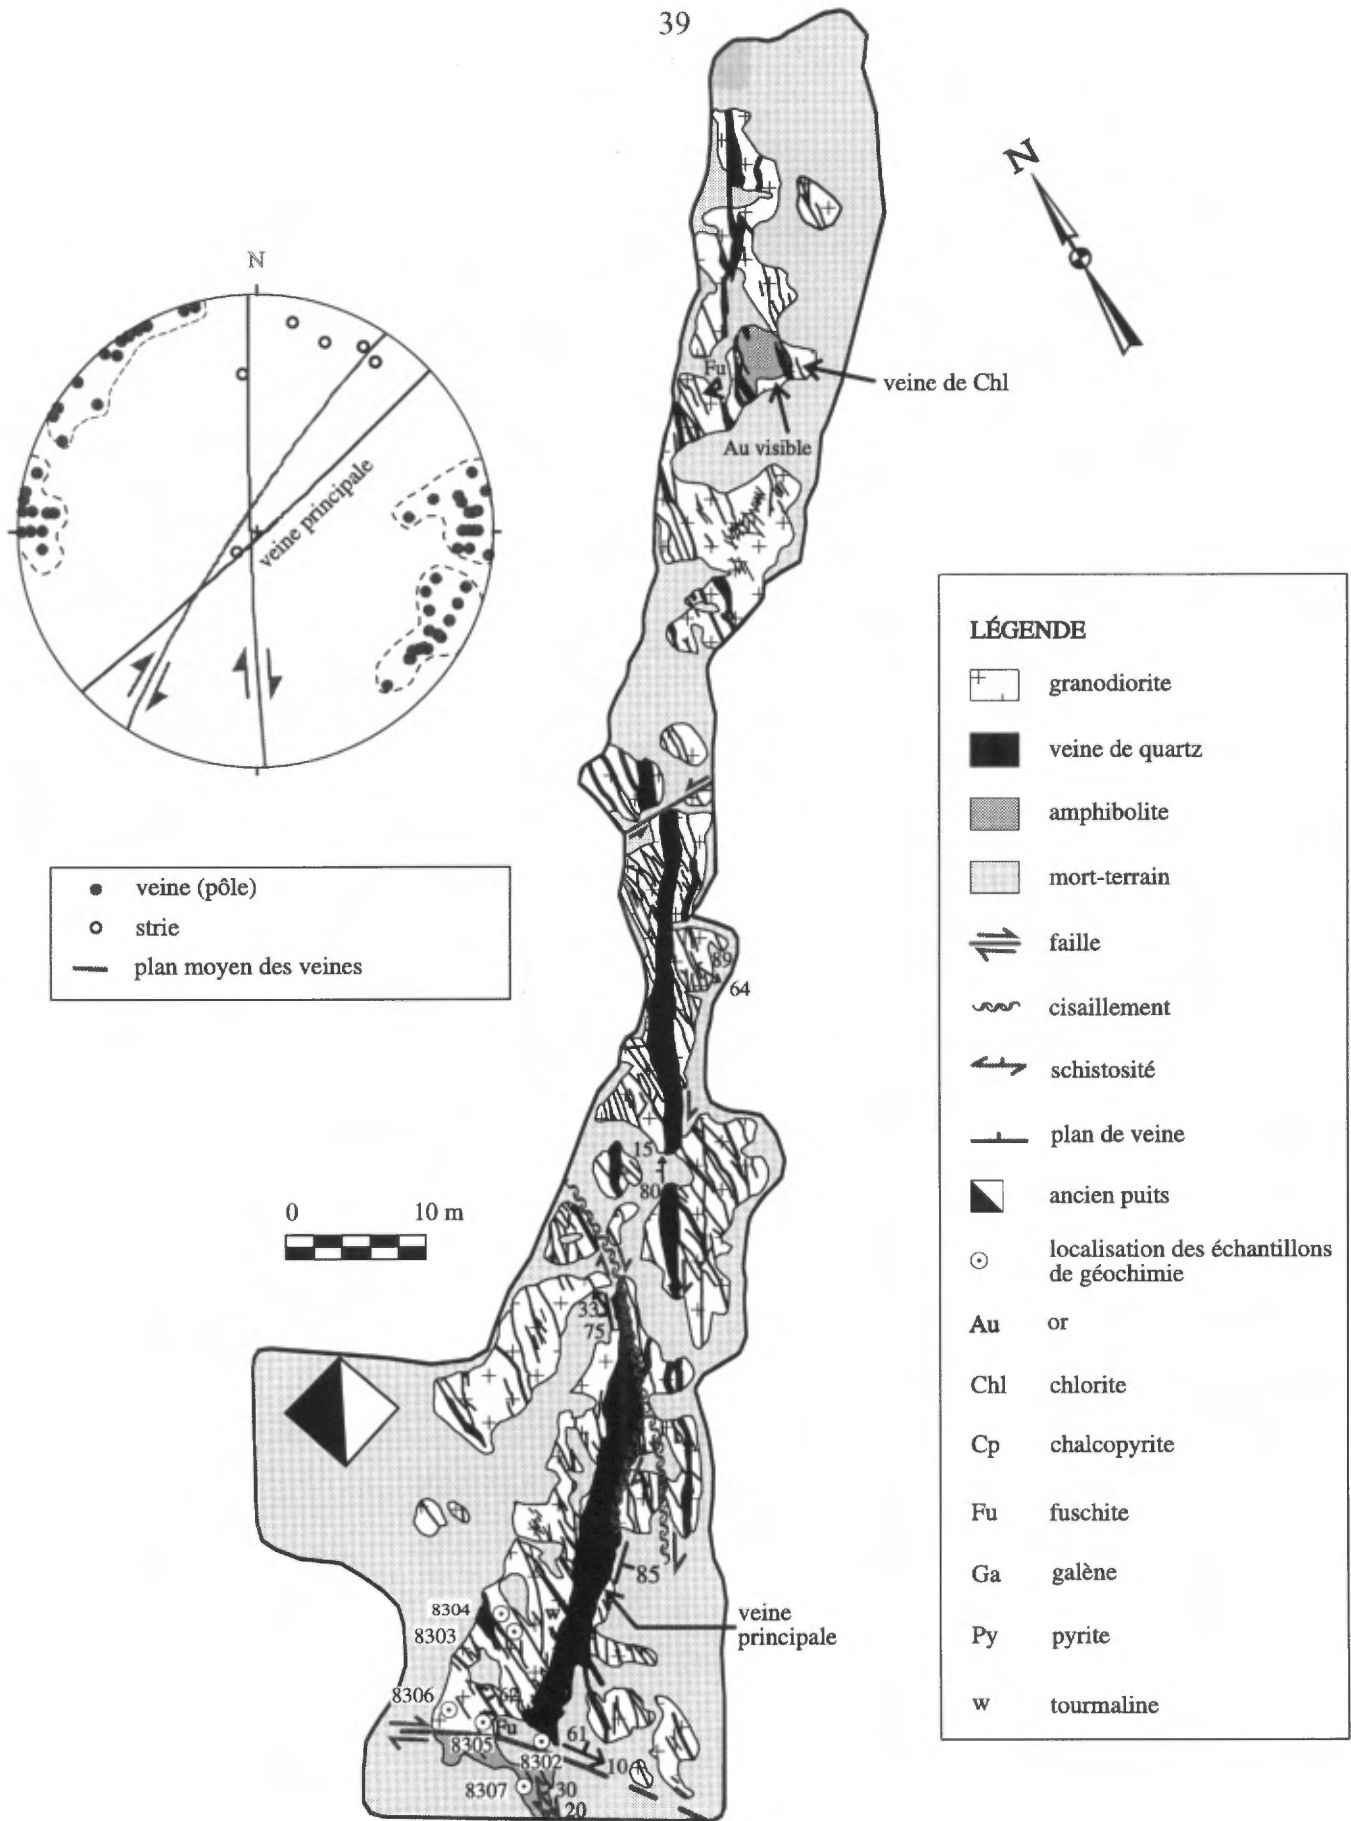 39
N
N
veine principale
veine de Chl
Fu
Au visible
veine (pôle)
strie
plan moyen des veines
89
64
15
80
0 10 m
33
75
85
veine
principale
w
8304
8303
8306
62
Fu
8305
8302
61
10
8307
30
20
LÉGENDE
granodiorite
veine de quartz
amphibolite
mort-terrain
faille
cisaillement
schistosité
plan de veine
ancien puits
localisation des échantillons
de géochimie
Au or
Chl chlorite
Cp chalcopyrite
Fu fuschite
Ga galène
Py pyrite
w tourmaline